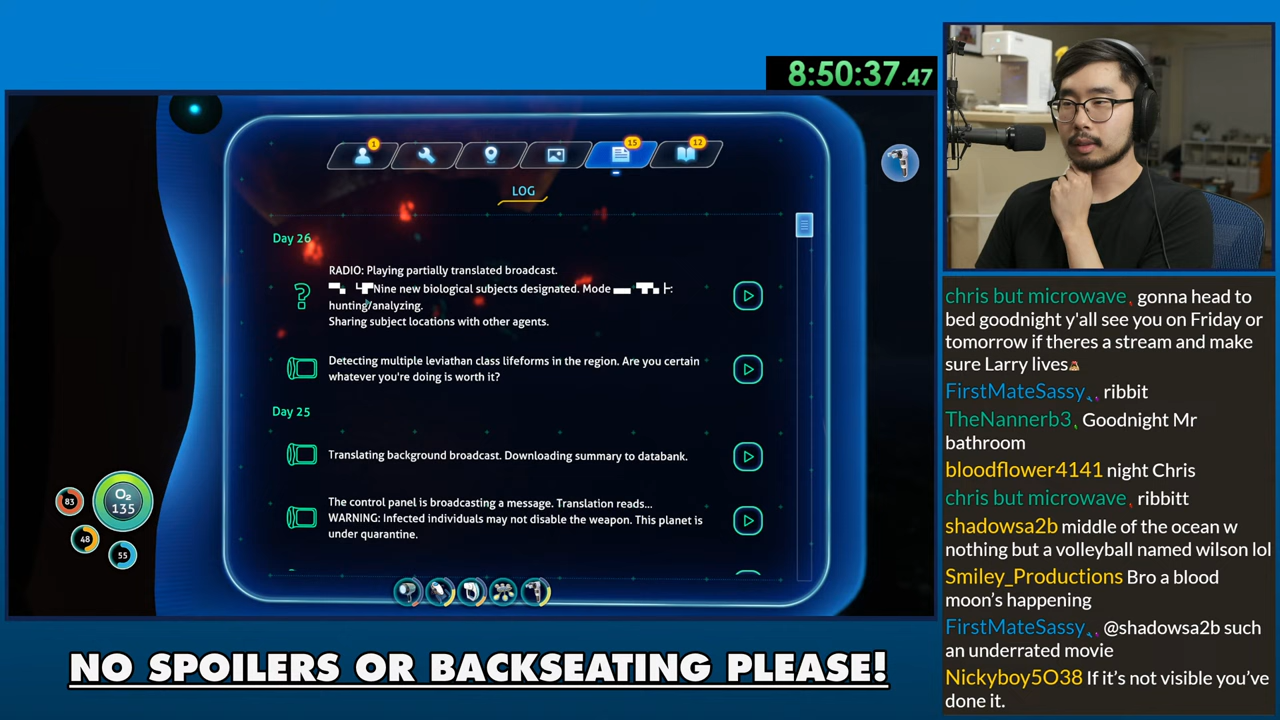 8:50:37.47
1
15
12
LOG
Day 26
RADIO: Playing partially translated broadcast.
Nine new biological subjects designated. Mode
hunting/analyzing.
Sharing subject locations with other agents.
Detecting multiple leviathan class lifeforms in the region. Are you certain
whatever you're doing is worth it?
Day 25
Translating background broadcast. Downloading summary to databank.
The control panel is broadcasting a message. Translation reads...
WARNING: Infected individuals may not disable the weapon. This planet is
under quarantine.
83
O₂
135
48
55
NO SPOILERS OR BACKSEATING PLEASE!
chris but microwave, gonna head to
bed goodnight y'all see you on Friday or
tomorrow if theres a stream and make
sure Larry lives
FirstMateSassy, ribbit
TheNannerb3, Goodnight Mr
bathroom
bloodflower4141 night Chris
chris but microwave, ribbitt
shadowsa2b middle of the ocean w
nothing but a volleyball named wilson lol
Smiley_Productions Bro a blood
moon's happening
FirstMateSassy, @shadowsa2b such
an underrated movie
Nickyboy5O38 If it's not visible you've
done it.